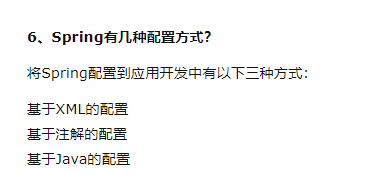 6、Spring有几种配置方式？
将Spring配置到应用开发中有以下三种方式：
基于XML的配置
基于注解的配置
基于Java的配置